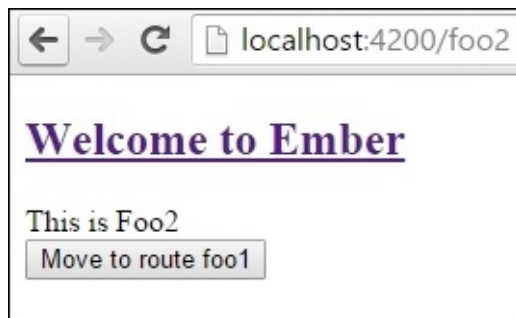 localhost:4200/foo2
Welcome to Ember
This is Foo2
Move to route foo1